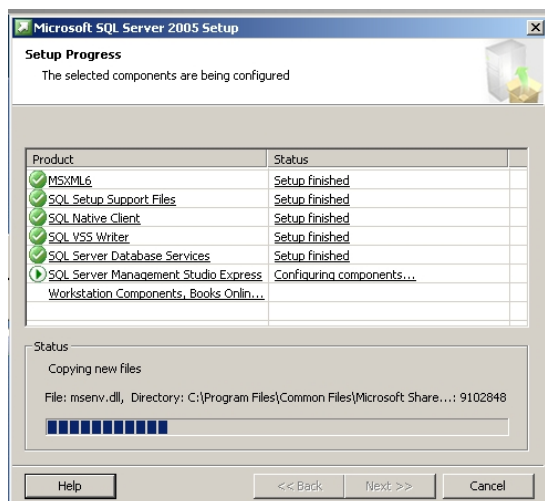 Microsoft SQL Server 2005 Setup
Setup Progress
The selected components are being configured
Product Status
MSXML6 Setup finished
SQL Setup Support Files Setup finished
SQL Native Client Setup finished
SQL VSS Writer Setup finished
SQL Server Database Services Setup finished
SQL Server Management Studio Express Configuring components...
Workstation Components, Books Onlin...
Status
Copying new files
File: msenv.dll, Directory: C:\Program Files\Common Files\Microsoft Share...: 9102848
Help << Back Next >> Cancel